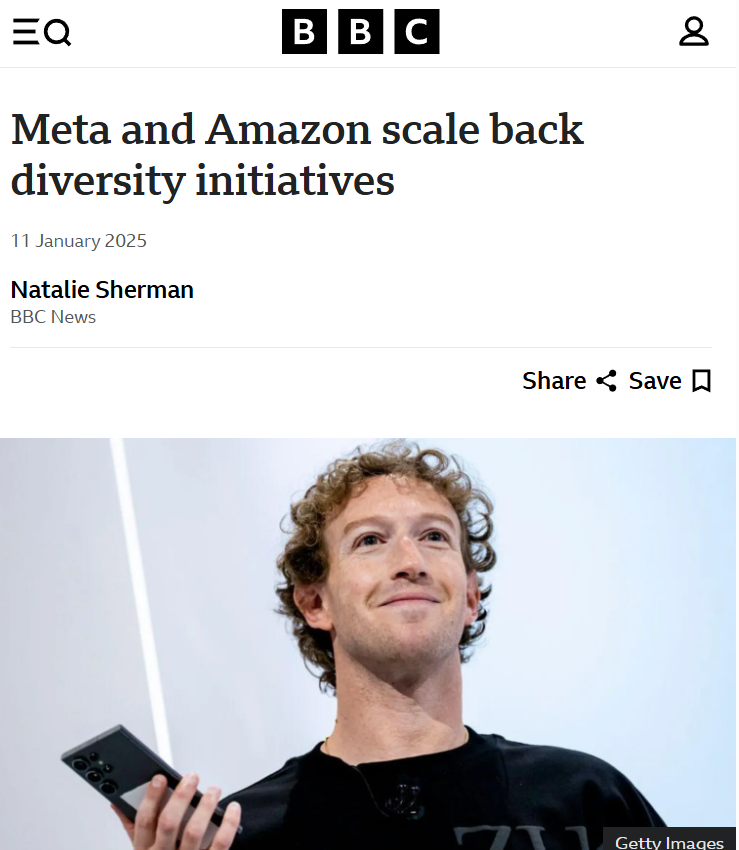 BBC
Meta and Amazon scale back
diversity initiatives
11 January 2025
Natalie Sherman
BBC News
Share Save
Getty Images